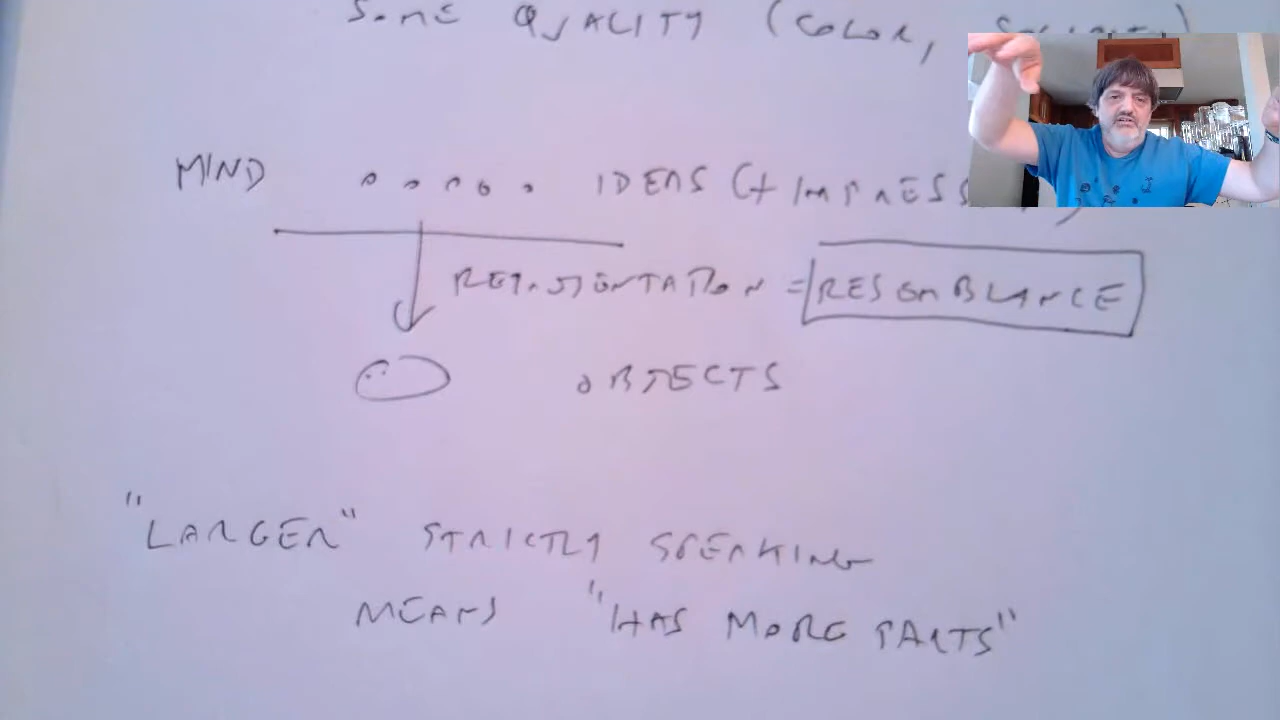 SOME QUALITY (COLOR,
MIND IDEAS (+ IMPRESS
REPRESENTATION = RESEMBLANCE
OBJECTS
"LARGER" STRICTLY SPEAKING
MEANS "HAS MORE PARTS"